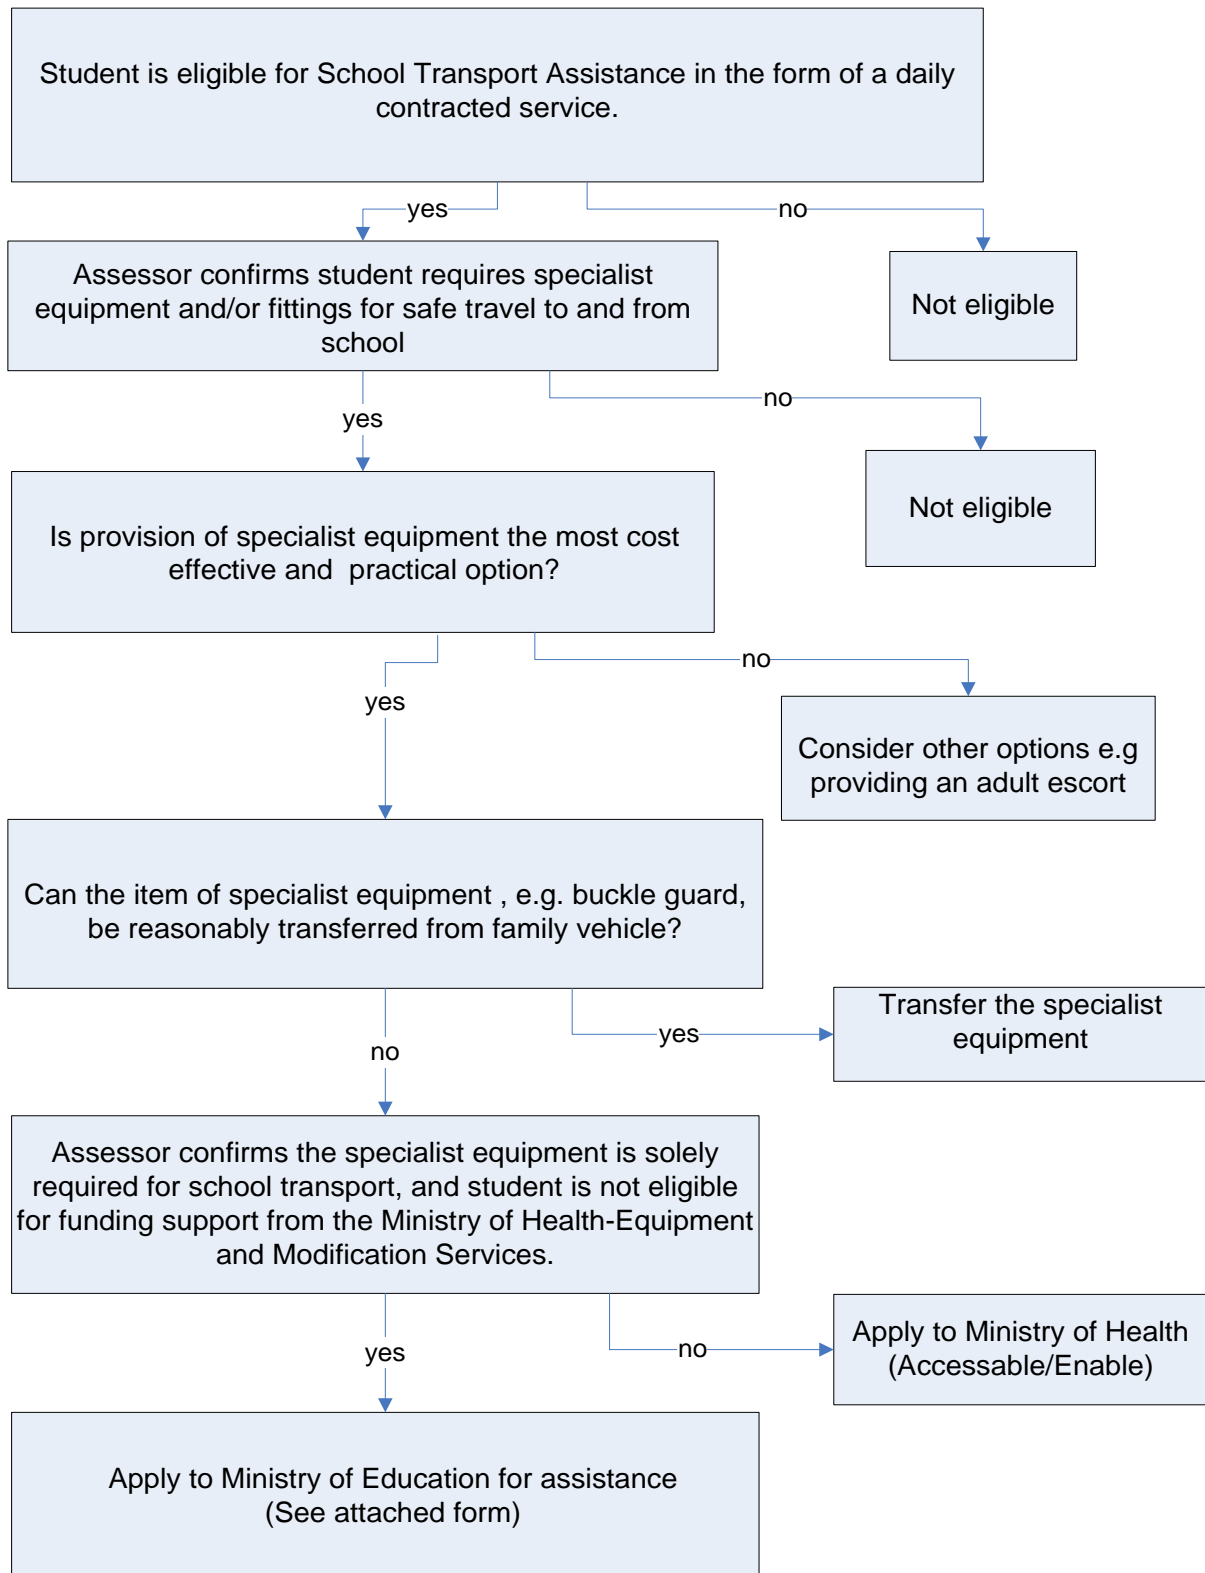 Student is eligible for School Transport Assistance in the form of a daily
contracted service.
yes
no
Assessor confirms student requires specialist
equipment and/or fittings for safe travel to and from
school
Not eligible
yes
no
Is provision of specialist equipment the most cost
effective and  practical option?
Not eligible
yes
no
Consider other options e.g
providing an adult escort
Can the item of specialist equipment , e.g. buckle guard,
be reasonably transferred from family vehicle?
no
yes
Transfer the specialist
equipment
Assessor confirms the specialist equipment is solely
required for school transport, and student is not eligible
for funding support from the Ministry of Health-Equipment
and Modification Services.
yes
no
Apply to Ministry of Health
(Accessable/Enable)
Apply to Ministry of Education for assistance
(See attached form)